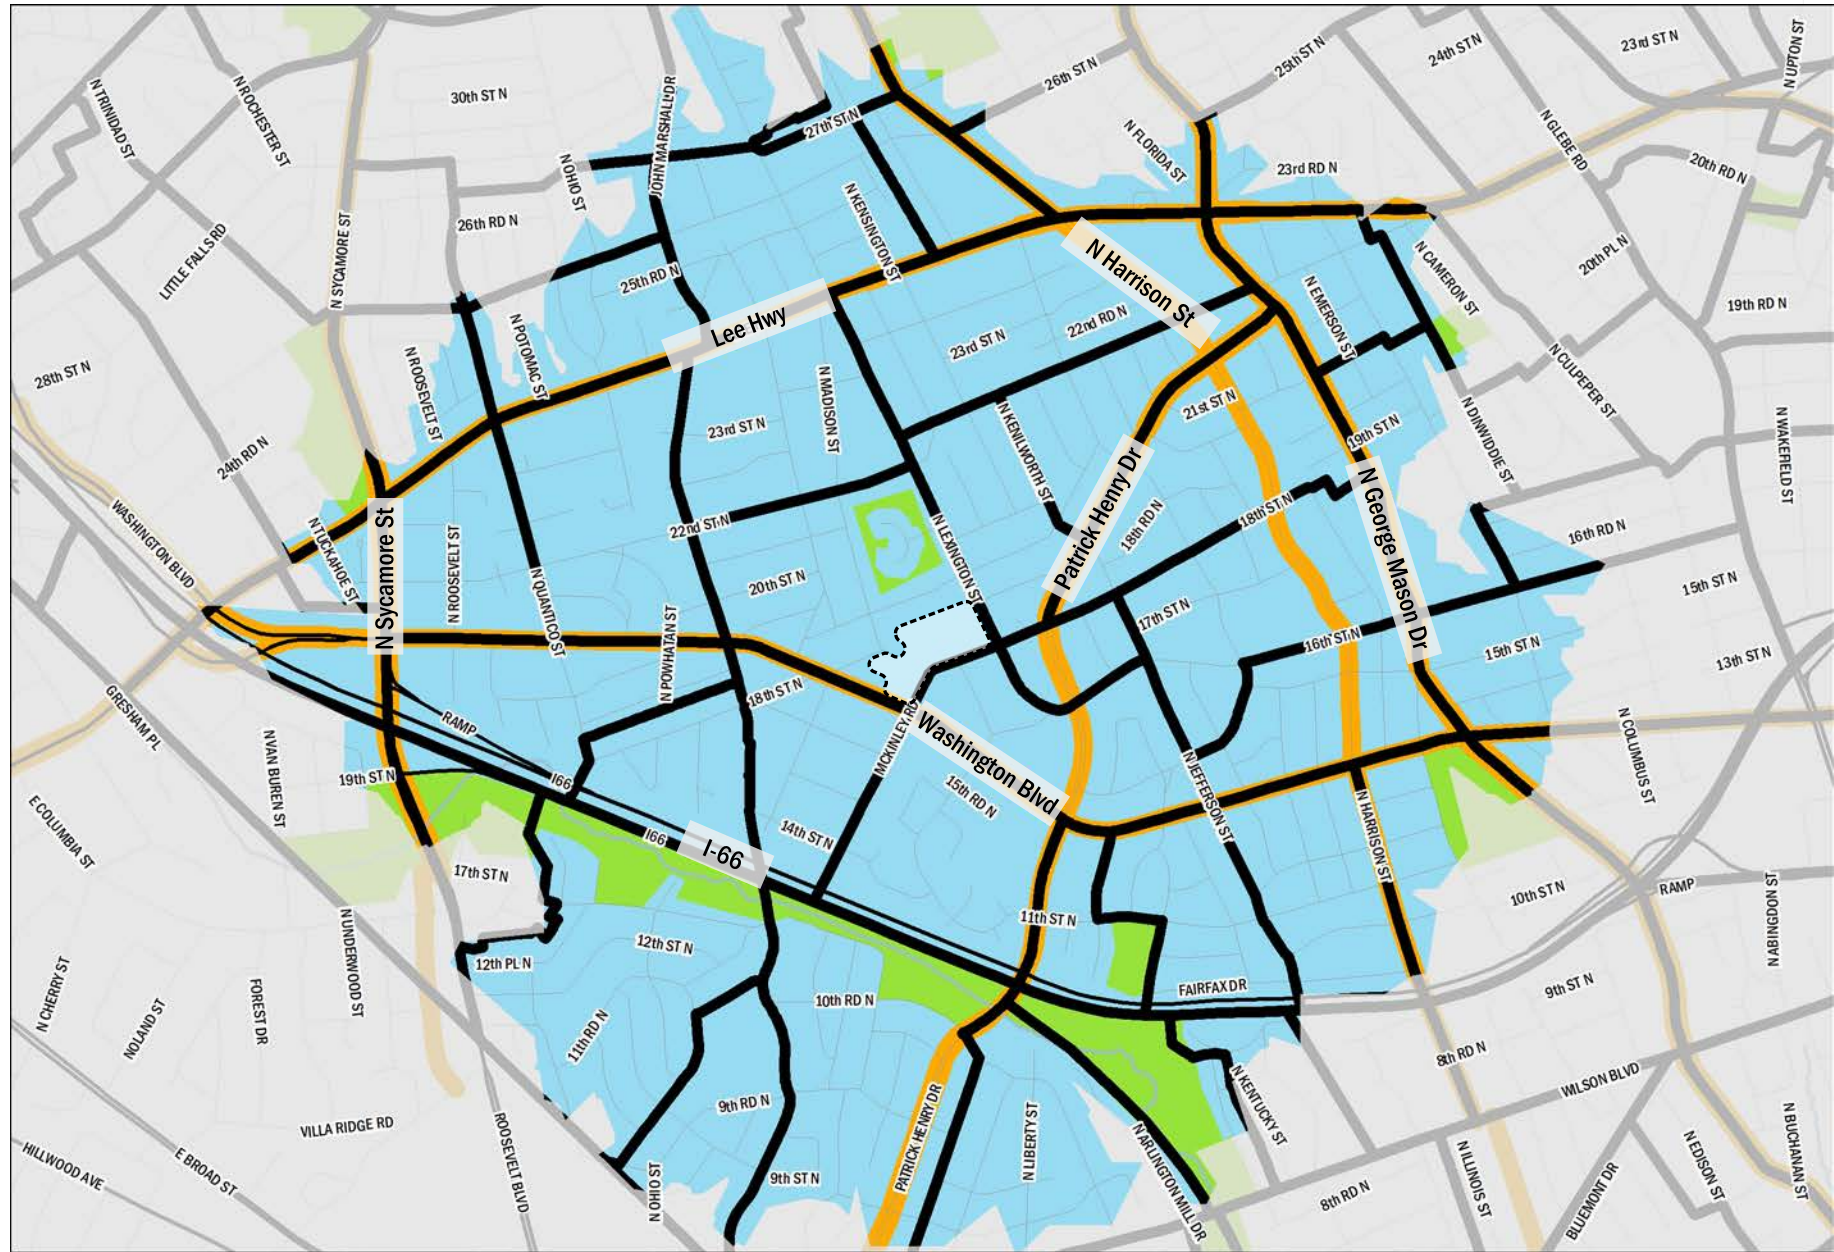 30th ST N
26th ST N
25th ST N
24th ST N
23rd ST N
N UPTON ST
N TRINIDAD ST
N ROCHESTER ST
JOHN MARSHALL DR
27th ST N
N FLORIDA ST
N GLEBE RD
23rd RD N
20th RD N
N OHIO ST
26th RD N
N KENSINGTON ST
LITTLE FALLS RD
N SYCAMORE ST
25th RD N
N Harrison St
N CAMERON ST
20th PL N
19th RD N
Lee Hwy
N EMERSON ST
22nd RD N
23rd ST N
N POTOMAC ST
N ROOSEVELT ST
28th ST N
N MADISON ST
23rd ST N
21st ST N
19th ST N
N CULPEPER ST
N DINWIDDIE ST
N WAKEFIELD ST
24th RD N
N KENILWORTH ST
Patrick Henry Dr
N George Mason Dr
WASHINGTON BLVD
N TUCKAHOE ST
N Sycamore St
N ROOSEVELT ST
22nd ST N
N LEXINGTON ST
18th RD N
18th ST N
16th RD N
N QUANTICO ST
20th ST N
15th ST N
N POWHATAN ST
17th ST N
16th ST N
15th ST N
13th ST N
GRESHAM PL
18th ST N
RAMP
MCKINLEY RD
Washington Blvd
N COLUMBUS ST
N VAN BUREN ST
19th ST N
I66
15th RD N
N JEFFERSON ST
N HARRISON ST
E COLUMBIA ST
14th ST N
I66
I-66
17th ST N
10th ST N
RAMP
N ABINGDON ST
N UNDERWOOD ST
11th ST N
12th ST N
12th PL N
N CHERRY ST
NOLAND ST
FOREST DR
10th RD N
FAIRFAX DR
9th ST N
11th RD N
8th RD N
WILSON BLVD
N KENTUCKY ST
9th RD N
VILLA RIDGE RD
ROOSEVELT BLVD
PATRICK HENRY DR
N LIBERTY ST
N ARLINGTON MILL DR
N ILLINOIS ST
N EDISON ST
N BUCHANAN ST
HILLWOOD AVE
E BROAD ST
N OHIO ST
9th ST N
8th RD N
BLUEMONT DR